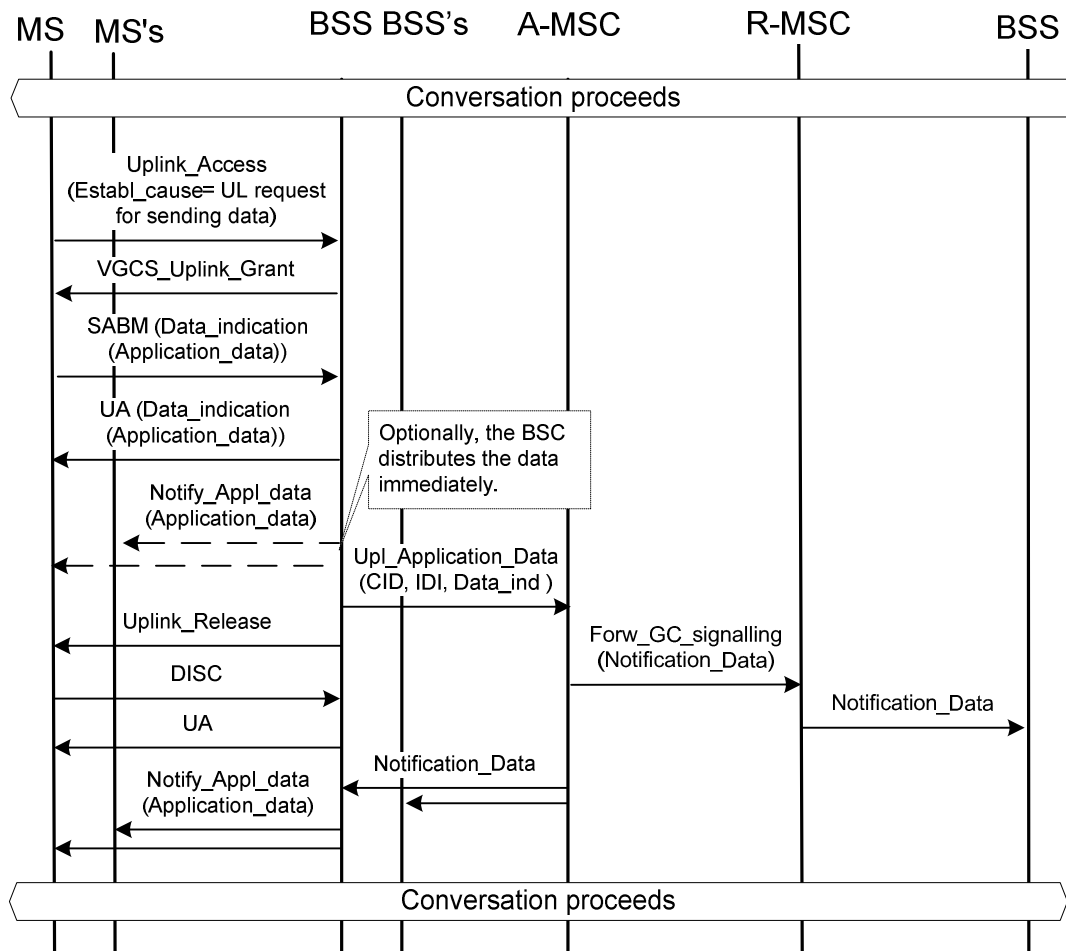 MS MS's BSS BSS's A-MSC R-MSC BSS
Conversation proceeds
Uplink_Access
(Establ_cause= UL request
for sending data)
VGCS_Uplink_Grant
SABM (Data_indication
(Application_data))
UA (Data_indication
(Application_data))
Optionally, the BSC
distributes the data
immediately.
Notify_Appl_data
(Application_data)
Upl_Application_Data
(CID, IDI, Data_ind )
Uplink_Release
Forw_GC_signalling
(Notification_Data)
DISC
Notification_Data
UA
Notification_Data
Notify_Appl_data
(Application_data)
Conversation proceeds